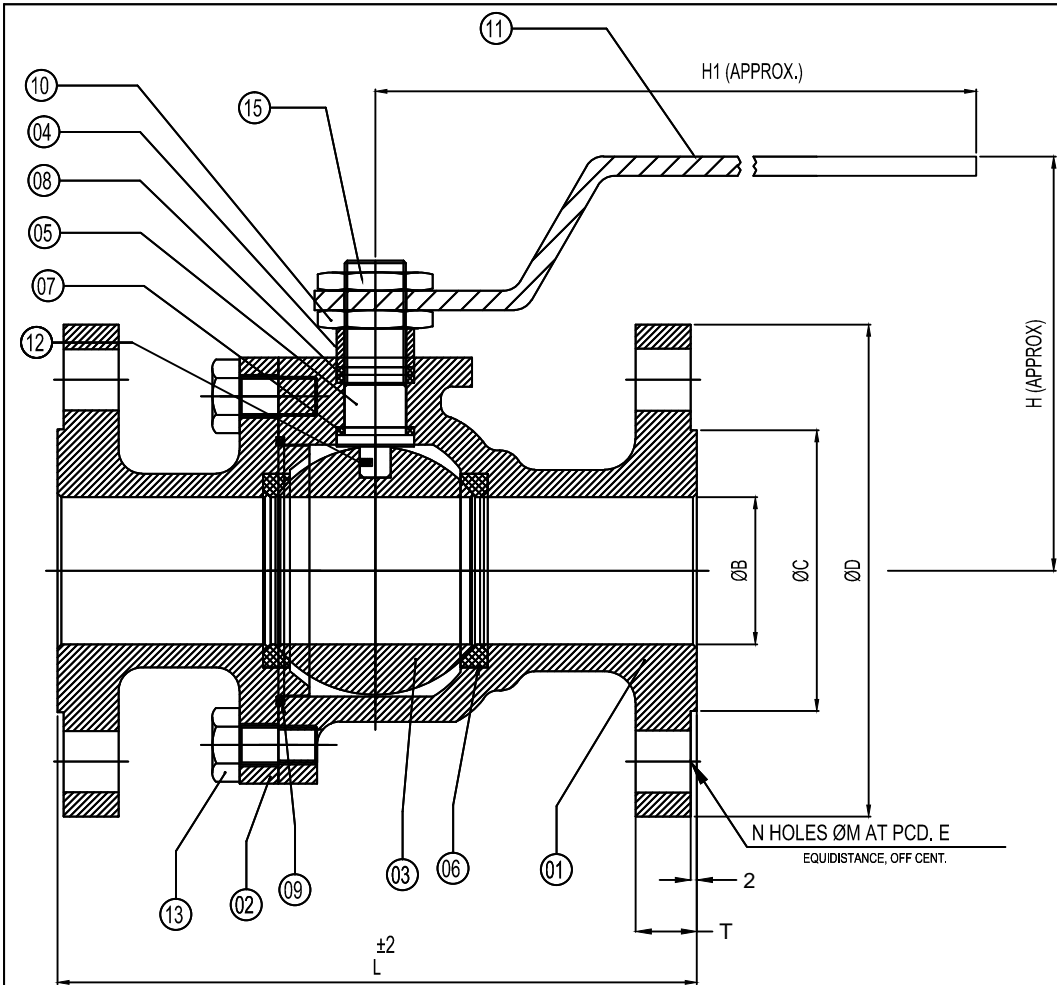 11
H1 (APPROX.)
10
15
04
08
05
07
12
H (APPROX)
ØB
ØC
ØD
N HOLES ØM AT PCD. E
EQUIDISTANCE, OFF CENT.
13
02
09
03
06
01
2
T
±2
L